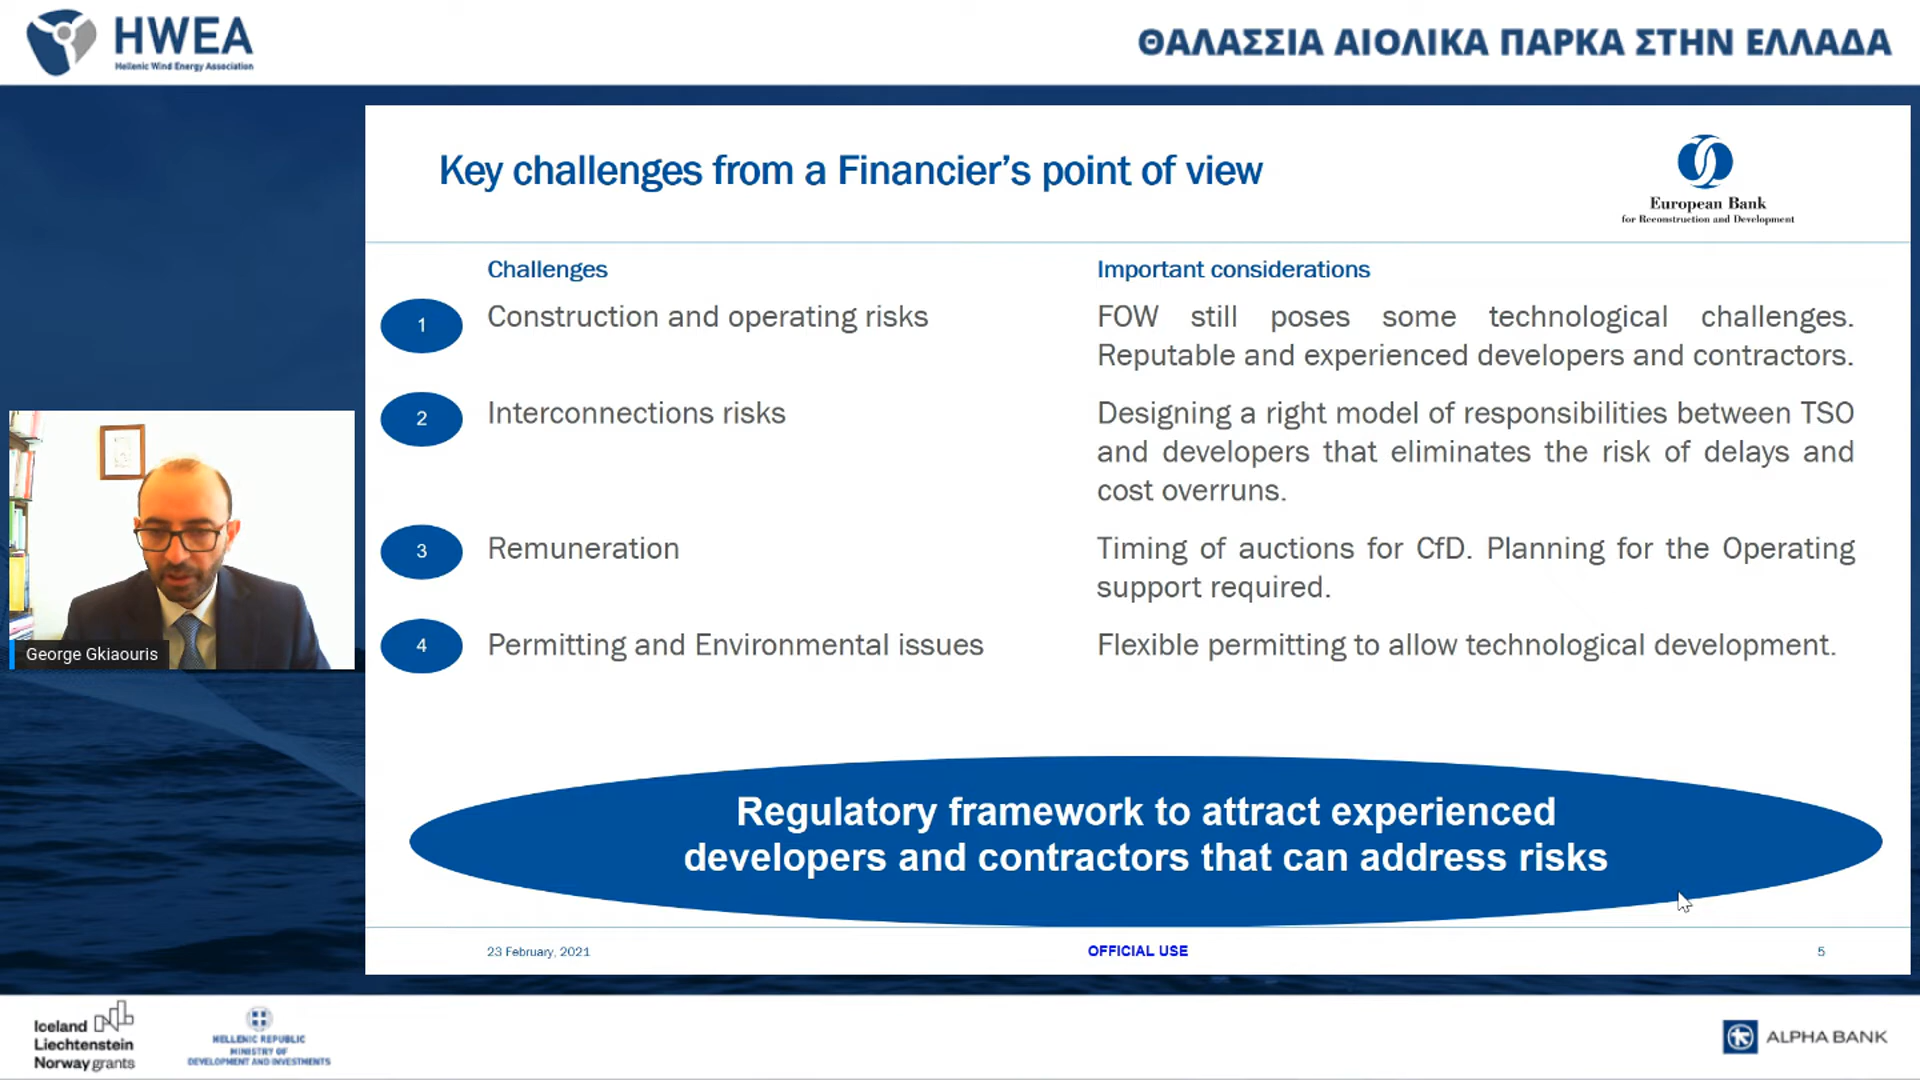 HWEA
Hellenic Wind Energy Association
ΘΑΛΑΣΣΙΑ ΑΙΟΛΙΚΑ ΠΑΡΚΑ ΣΤΗΝ ΕΛΛΑΔΑ
Key challenges from a Financier's point of view
European Bank
for Reconstruction and Development
Challenges
Important considerations
1
Construction and operating risks
FOW still poses some technological challenges.
Reputable and experienced developers and contractors.
2
Interconnections risks
Designing a right model of responsibilities between TSO
and developers that eliminates the risk of delays and
cost overruns.
3
Remuneration
Timing of auctions for CfD. Planning for the Operating
support required.
4
Permitting and Environmental issues
Flexible permitting to allow technological development.
George Gkiaouris
Regulatory framework to attract experienced
developers and contractors that can address risks
23 February, 2021
OFFICIAL USE
5
Iceland
Liechtenstein
Norway grants
HELLENIC REPUBLIC
MINISTRY OF
DEVELOPMENT AND INVESTMENTS
ALPHA BANK